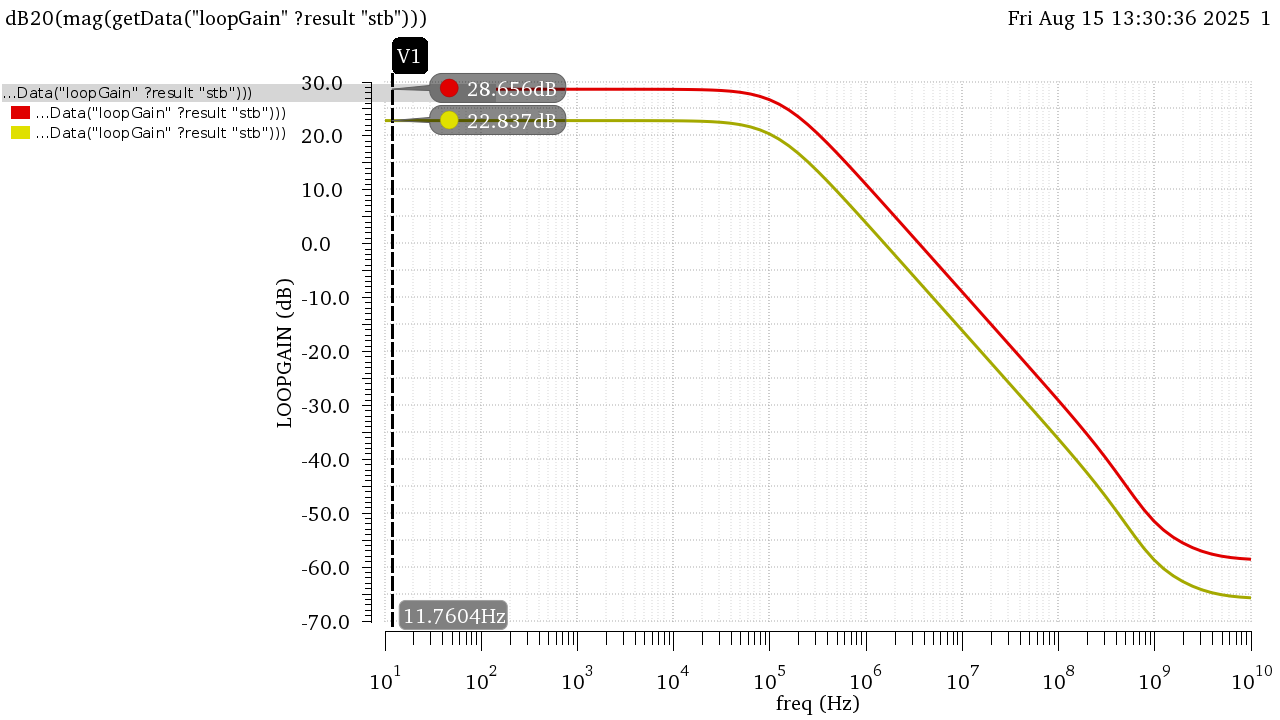 dB20(mag(getData("loopGain" ?result "stb")))
Fri Aug 15 13:30:36 2025 1
V1
...Data("loopGain" ?result "stb")))
...Data("loopGain" ?result "stb")))
...Data("loopGain" ?result "stb")))
28.656dB
22.837dB
30.0
20.0
10.0
0.0
-10.0
-20.0
-30.0
-40.0
-50.0
-60.0
-70.0
LOOPGAIN (dB)
11.7604Hz
10^1 10^2 10^3 10^4 10^5 10^6 10^7 10^8 10^9 10^10
freq (Hz)